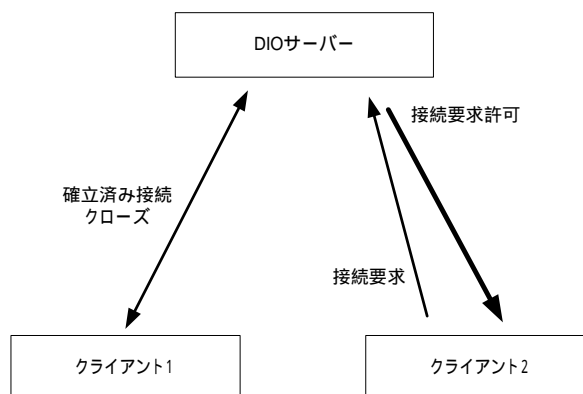 DIOサーバー
接続要求許可
確立済み接続
クローズ
接続要求
クライアント1
クライアント2